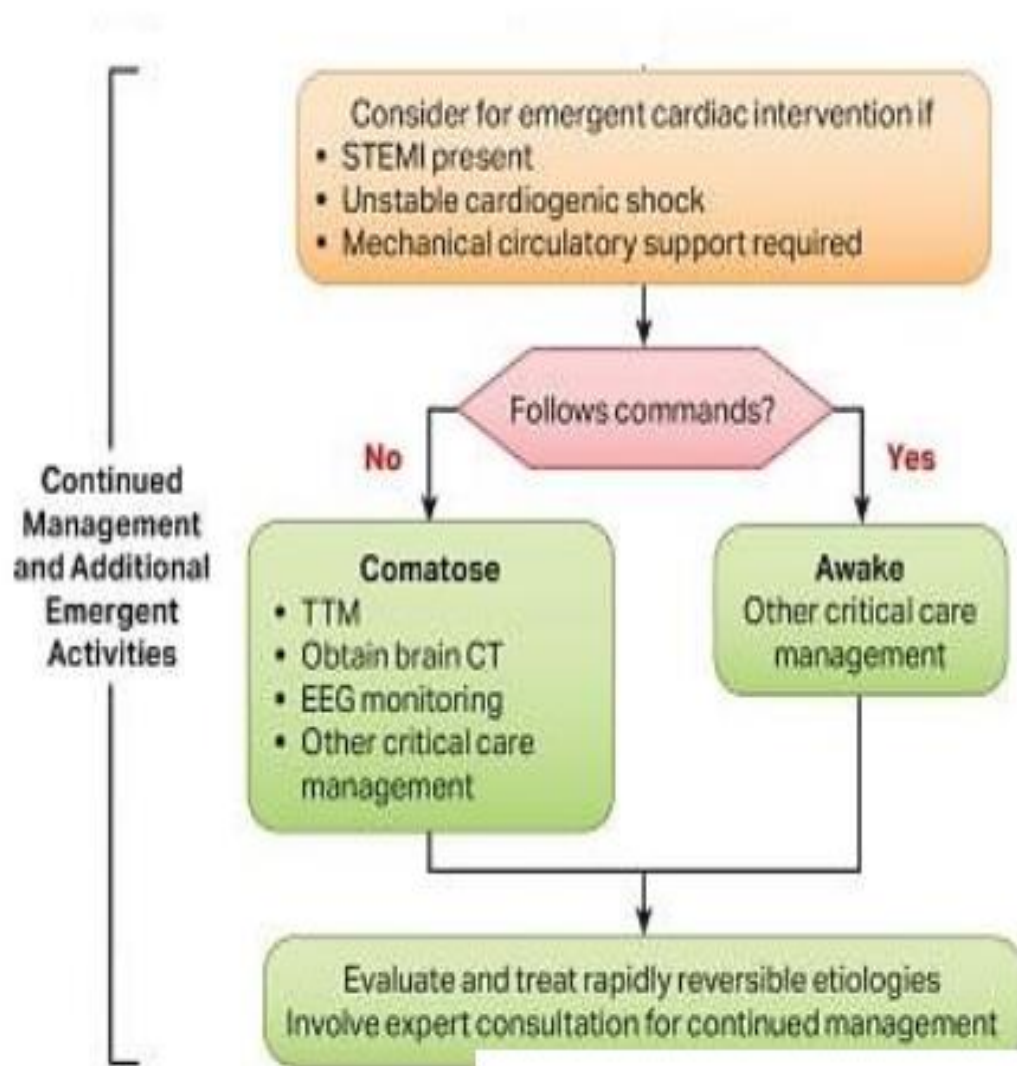 Consider for emergent cardiac intervention if
• STEMI present
• Unstable cardiogenic shock
• Mechanical circulatory support required
Follows commands?
No
Yes
Continued
Management
and Additional
Emergent
Activities
Comatose
• TTM
• Obtain brain CT
• EEG monitoring
• Other critical care
management
Awake
Other critical care
management
Evaluate and treat rapidly reversible etiologies
Involve expert consultation for continued management